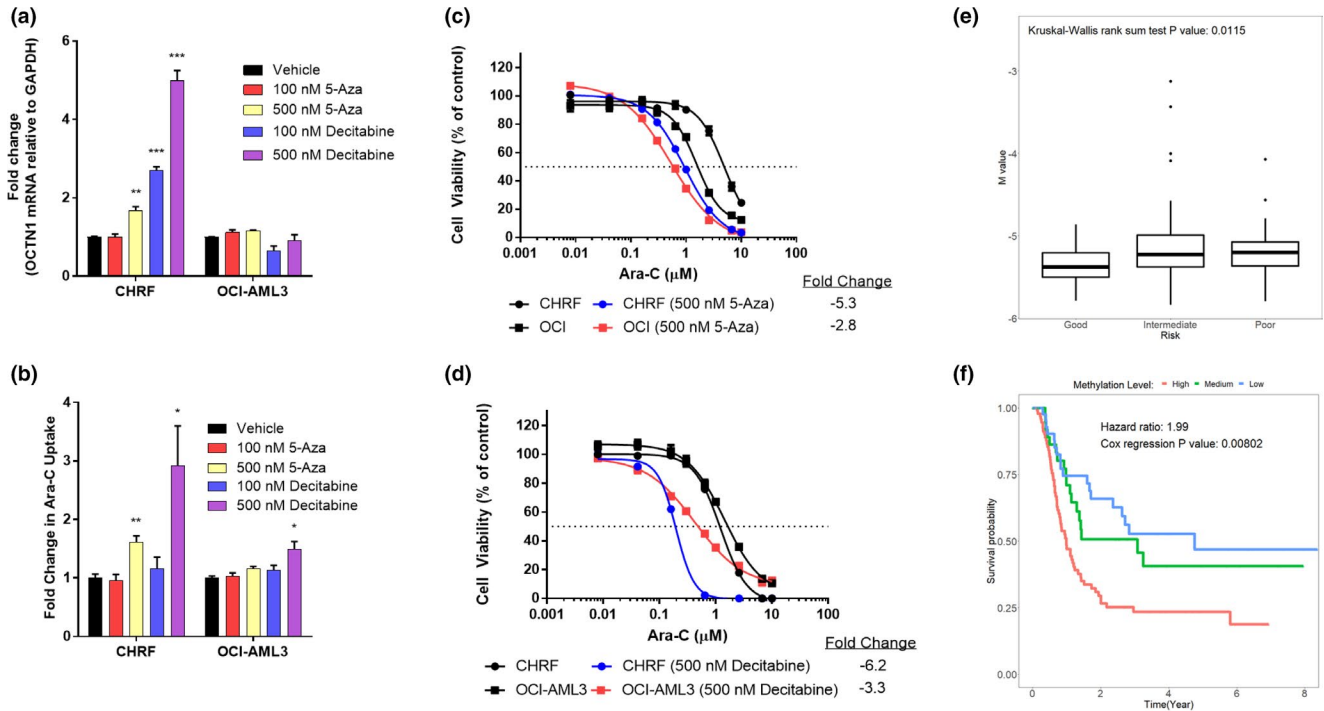 (a)
Fold change
(OCTN1 mRNA relative to GAPDH)
6
4
2
0
***
***
**
Vehicle
100 nM 5-Aza
500 nM 5-Aza
100 nM Decitabine
500 nM Decitabine
CHRF
OCI-AML3
(b)
Fold Change in Ara-C Uptake
4
3
2
1
0
*
**
*
Vehicle
100 nM 5-Aza
500 nM 5-Aza
100 nM Decitabine
500 nM Decitabine
CHRF
OCI-AML3
(c)
Cell Viability (% of control)
120
100
80
60
40
20
0
0.001
0.01
0.1
1
10
100
Ara-C (μM)
Fold Change
CHRF
CHRF (500 nM 5-Aza)
-5.3
OCI
OCI (500 nM 5-Aza)
-2.8
(d)
Cell Viability (% of control)
120
100
80
60
40
20
0
0.001
0.01
0.1
1
10
100
Ara-C (μM)
Fold Change
CHRF
CHRF (500 nM Decitabine)
-6.2
OCI-AML3
OCI-AML3 (500 nM Decitabine)
-3.3
(e)
Kruskal-Wallis rank sum test P value: 0.0115
M value
-3
-4
-5
-6
Good
Intermediate
Poor
Risk
(f)
Methylation Level:
High
Medium
Low
Hazard ratio: 1.99
Cox regression P value: 0.00802
Survival probability
1.00
0.75
0.50
0.25
0.00
0
2
4
6
8
Time(Year)